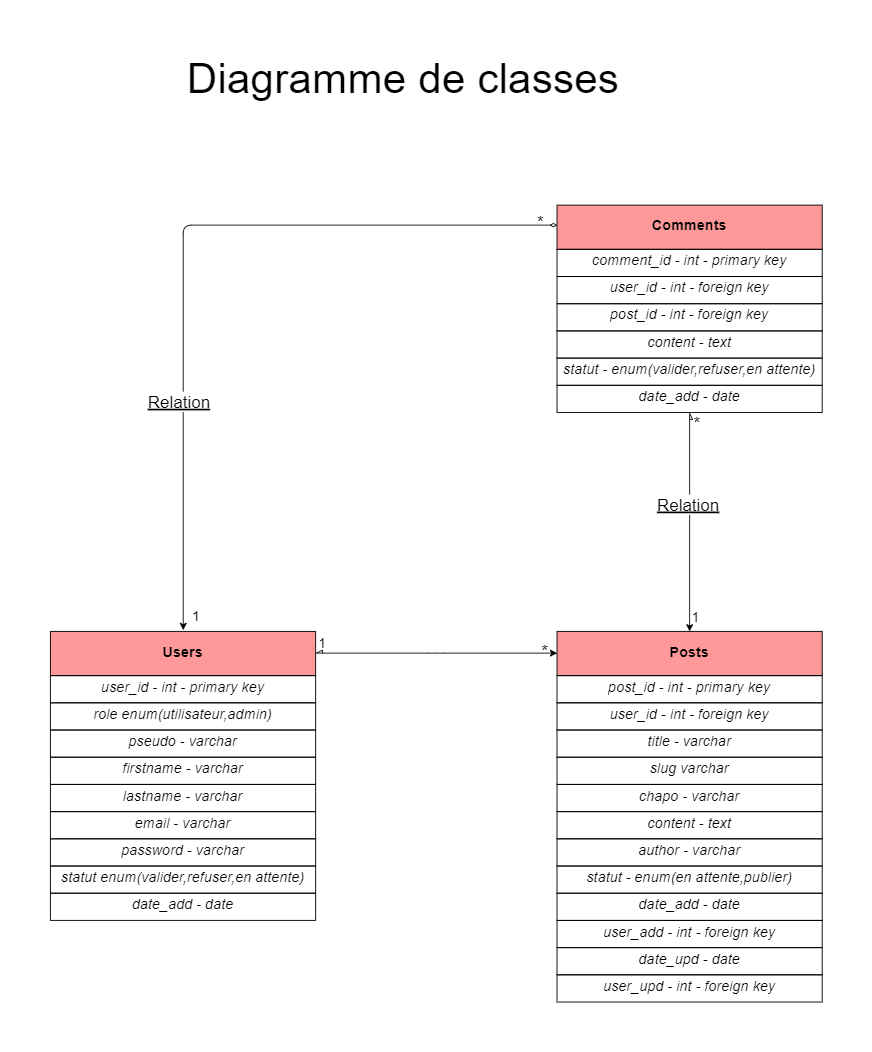 Diagramme de classes
*
Comments
comment_id - int - primary key
user_id - int - foreign key
post_id - int - foreign key
content - text
statut - enum(valider,refuser,en attente)
date_add - date
*
Relation
Relation
1
1
Users
1
*
Posts
user_id - int - primary key
role enum(utilisateur,admin)
pseudo - varchar
firstname - varchar
lastname - varchar
email - varchar
password - varchar
statut enum(valider,refuser,en attente)
date_add - date
post_id - int - primary key
user_id - int - foreign key
title - varchar
slug varchar
chapo - varchar
content - text
author - varchar
statut - enum(en attente,publier)
date_add - date
user_add - int - foreign key
date_upd - date
user_upd - int - foreign key